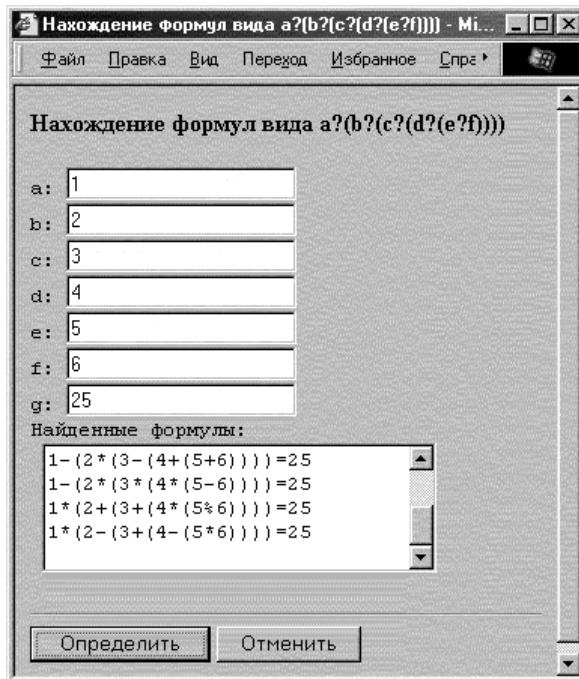 Нахождение формул вида a?(b?(c?(d?(e?f)))) - Mi...
Файл Правка Вид Переход Избранное Спра
Нахождение формул вида a?(b?(c?(d?(e?f))))
a: 1
b: 2
c: 3
d: 4
e: 5
f: 6
g: 25
Найденные формулы:
1-(2*(3-(4+(5+6))))=25
1-(2*(3*(4*(5-6))))=25
1*(2+(3+(4*(5%6))))=25
1*(2-(3+(4-(5*6))))=25
Определить Отменить